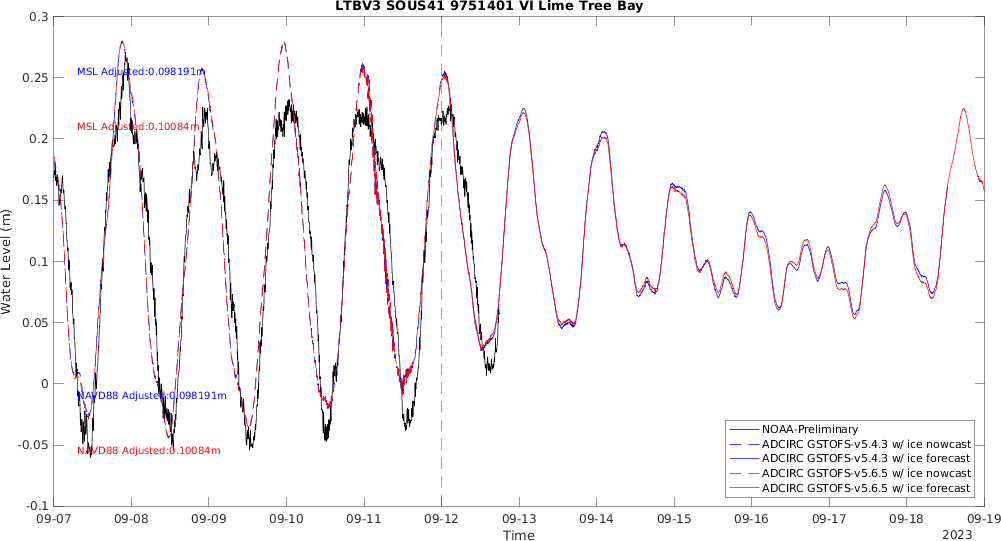 LTBV3 SOUS41 9751401 VI Lime Tree Bay
0.3
0.25
0.2
0.15
0.1
0.05
0
-0.05
-0.1
Water Level (m)
MSL Adjusted:0.098191m
MSL Adjusted:0.10084m
NAVD88 Adjusted:0.098191m
NAVD88 Adjusted:0.10084m
NOAA-Preliminary
ADCIRC GSTOFS-v5.4.3 w/ ice nowcast
ADCIRC GSTOFS-v5.4.3 w/ ice forecast
ADCIRC GSTOFS-v5.6.5 w/ ice nowcast
ADCIRC GSTOFS-v5.6.5 w/ ice forecast
09-07 09-08 09-09 09-10 09-11 09-12 09-13 09-14 09-15 09-16 09-17 09-18 09-19
Time
2023